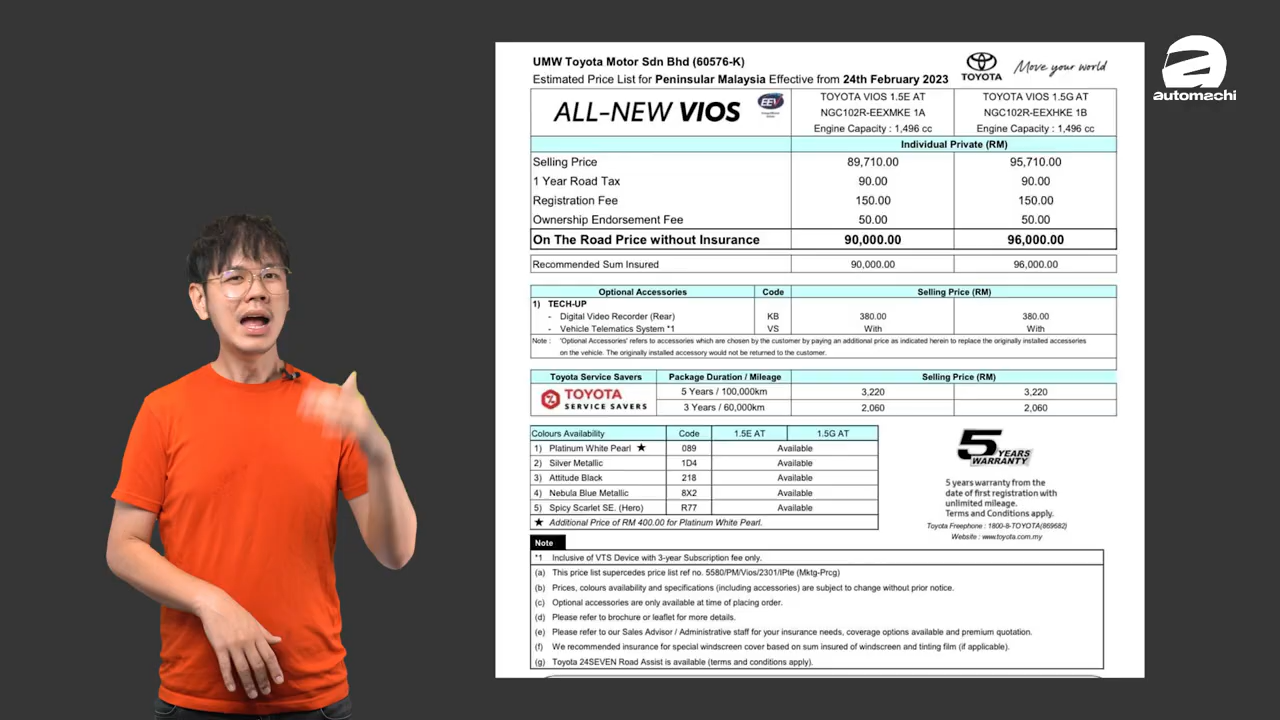 UMW Toyota Motor Sdn Bhd (60576-K)
Estimated Price List for Peninsular Malaysia Effective from 24th February 2023
TOYOTA
Move your world
automachi
ALL-NEW VIOS
EEV
TOYOTA VIOS 1.5E AT
NGC102R-EEXMKE 1A
Engine Capacity : 1,496 cc
TOYOTA VIOS 1.5G AT
NGC102R-EEXHKE 1B
Engine Capacity : 1,496 cc
Individual Private (RM)
Selling Price 89,710.00 95,710.00
1 Year Road Tax 90.00 90.00
Registration Fee 150.00 150.00
Ownership Endorsement Fee 50.00 50.00
On The Road Price without Insurance 90,000.00 96,000.00
Recommended Sum Insured 90,000.00 96,000.00
Optional Accessories Code Selling Price (RM)
1) TECH-UP
- Digital Video Recorder (Rear) KB 380.00 380.00
- Vehicle Telematics System *1 VS With With
Note : 'Optional Accessories' refers to accessories which are chosen by the customer by paying an additional price as indicated herein to replace the originally installed accessories
on the vehicle. The originally installed accessory would not be returned to the customer.
Toyota Service Savers Package Duration / Mileage Selling Price (RM)
TOYOTA
SERVICE SAVERS
5 Years / 100,000km 3,220 3,220
3 Years / 60,000km 2,060 2,060
Colours Availability Code 1.5E AT 1.5G AT
1) Platinum White Pearl ★ 089 Available
2) Silver Metallic 1D4 Available
3) Attitude Black 218 Available
4) Nebula Blue Metallic 8X2 Available
5) Spicy Scarlet SE. (Hero) R77 Available
★ Additional Price of RM 400.00 for Platinum White Pearl.
5 YEARS
WARRANTY
5 years warranty from the
date of first registration with
unlimited mileage.
Terms and Conditions apply.
Toyota Freephone : 1800-8-TOYOTA(869682)
Website : www.toyota.com.my
Note
*1 Inclusive of VTS Device with 3-year Subscription fee only.
(a) This price list supercedes price list ref no. 5580/PM/Vios/2301/IPte (Mktg-Prcg)
(b) Prices, colours availability and specifications (including accessories) are subject to change without prior notice.
(c) Optional accessories are only available at time of placing order.
(d) Please refer to brochure or leaflet for more details.
(e) Please refer to our Sales Advisor / Administrative staff for your insurance needs, coverage options available and premium quotation.
(f) We recommended insurance for special windscreen cover based on sum insured of windscreen and tinting film (if applicable).
(g) Toyota 24SEVEN Road Assist is available (terms and conditions apply).